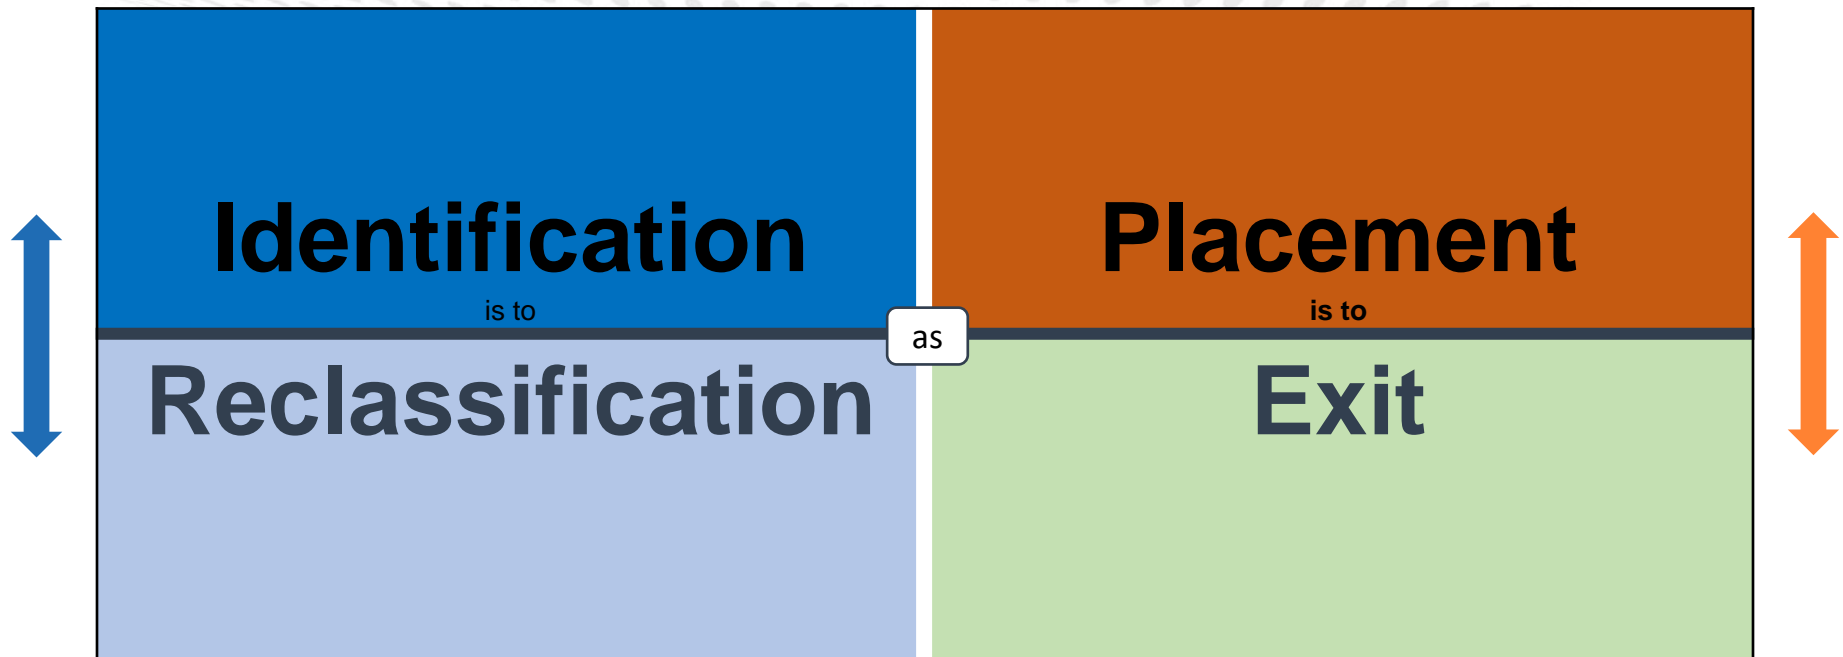 Identification
is to
Reclassification
as
Placement
is to
Exit